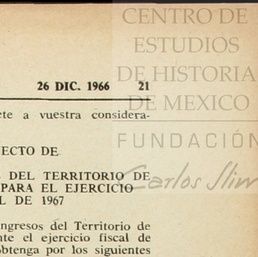 CENTRO DE
ESTUDIOS
DE HISTORIA
DE MEXICO
FUNDACIÓN
Carlos Slim
26 DIC. 1966 21
ete a vuestra considera-
ECTO DE
DEL TERRITORIO DE
PARA EL EJERCICIO
L DE 1967
ngresos del Territorio de
nte el ejercicio fiscal de
obtenga por los siguientes